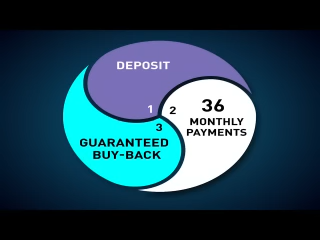 DEPOSIT
1
2
36
MONTHLY
PAYMENTS
3
GUARANTEED
BUY-BACK